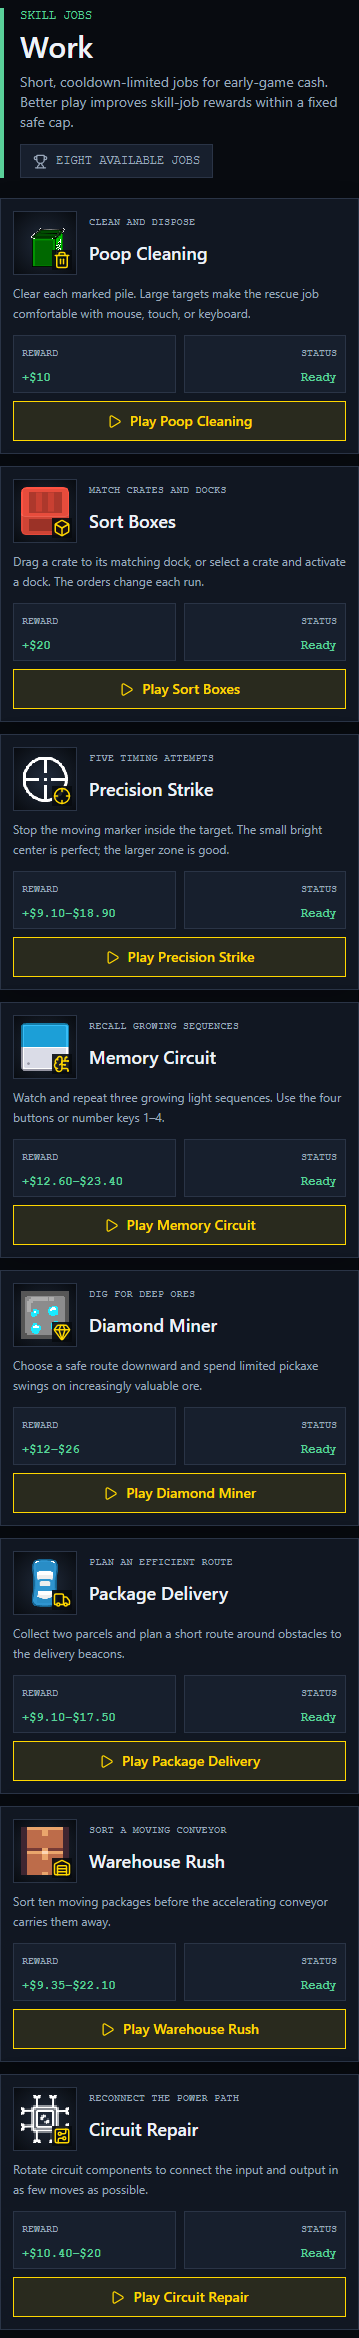 SKILL JOBS
Work
Short, cooldown-limited jobs for early-game cash.
Better play improves skill-job rewards within a fixed
safe cap.
EIGHT AVAILABLE JOBS
CLEAN AND DISPOSE
Poop Cleaning
Clear each marked pile. Large targets make the rescue job
comfortable with mouse, touch, or keyboard.
REWARD
STATUS
+$10
Ready
Play Poop Cleaning
MATCH CRATES AND DOCKS
Sort Boxes
Drag a crate to its matching dock, or select a crate and activate
a dock. The orders change each run.
REWARD
STATUS
+$20
Ready
Play Sort Boxes
FIVE TIMING ATTEMPTS
Precision Strike
Stop the moving marker inside the target. The small bright
center is perfect; the larger zone is good.
REWARD
STATUS
+$9.10–$18.90
Ready
Play Precision Strike
RECALL GROWING SEQUENCES
Memory Circuit
Watch and repeat three growing light sequences. Use the four
buttons or number keys 1–4.
REWARD
STATUS
+$12.60–$23.40
Ready
Play Memory Circuit
DIG FOR DEEP ORES
Diamond Miner
Choose a safe route downward and spend limited pickaxe
swings on increasingly valuable ore.
REWARD
STATUS
+$12–$26
Ready
Play Diamond Miner
PLAN AN EFFICIENT ROUTE
Package Delivery
Collect two parcels and plan a short route around obstacles to
the delivery beacons.
REWARD
STATUS
+$9.10–$17.50
Ready
Play Package Delivery
SORT A MOVING CONVEYOR
Warehouse Rush
Sort ten moving packages before the accelerating conveyor
carries them away.
REWARD
STATUS
+$9.35–$22.10
Ready
Play Warehouse Rush
RECONNECT THE POWER PATH
Circuit Repair
Rotate circuit components to connect the input and output in
as few moves as possible.
REWARD
STATUS
+$10.40–$20
Ready
Play Circuit Repair